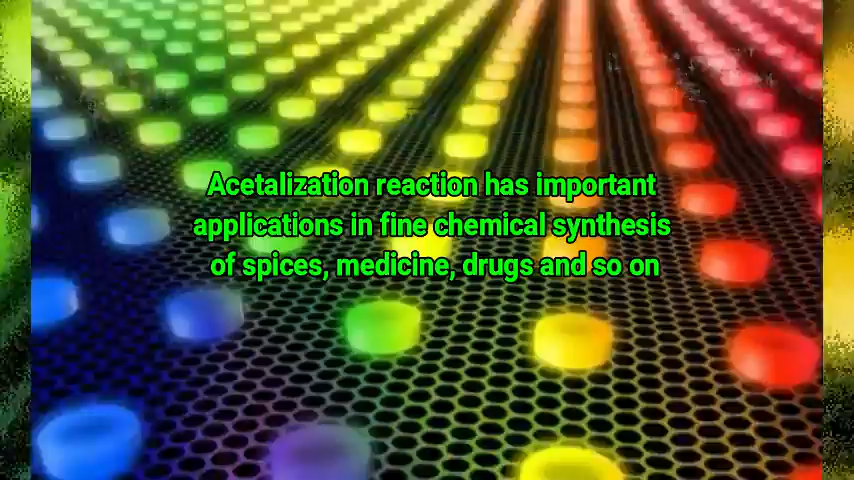 Acetalization reaction has important
applications in fine chemical synthesis
of spices, medicine, drugs and so on